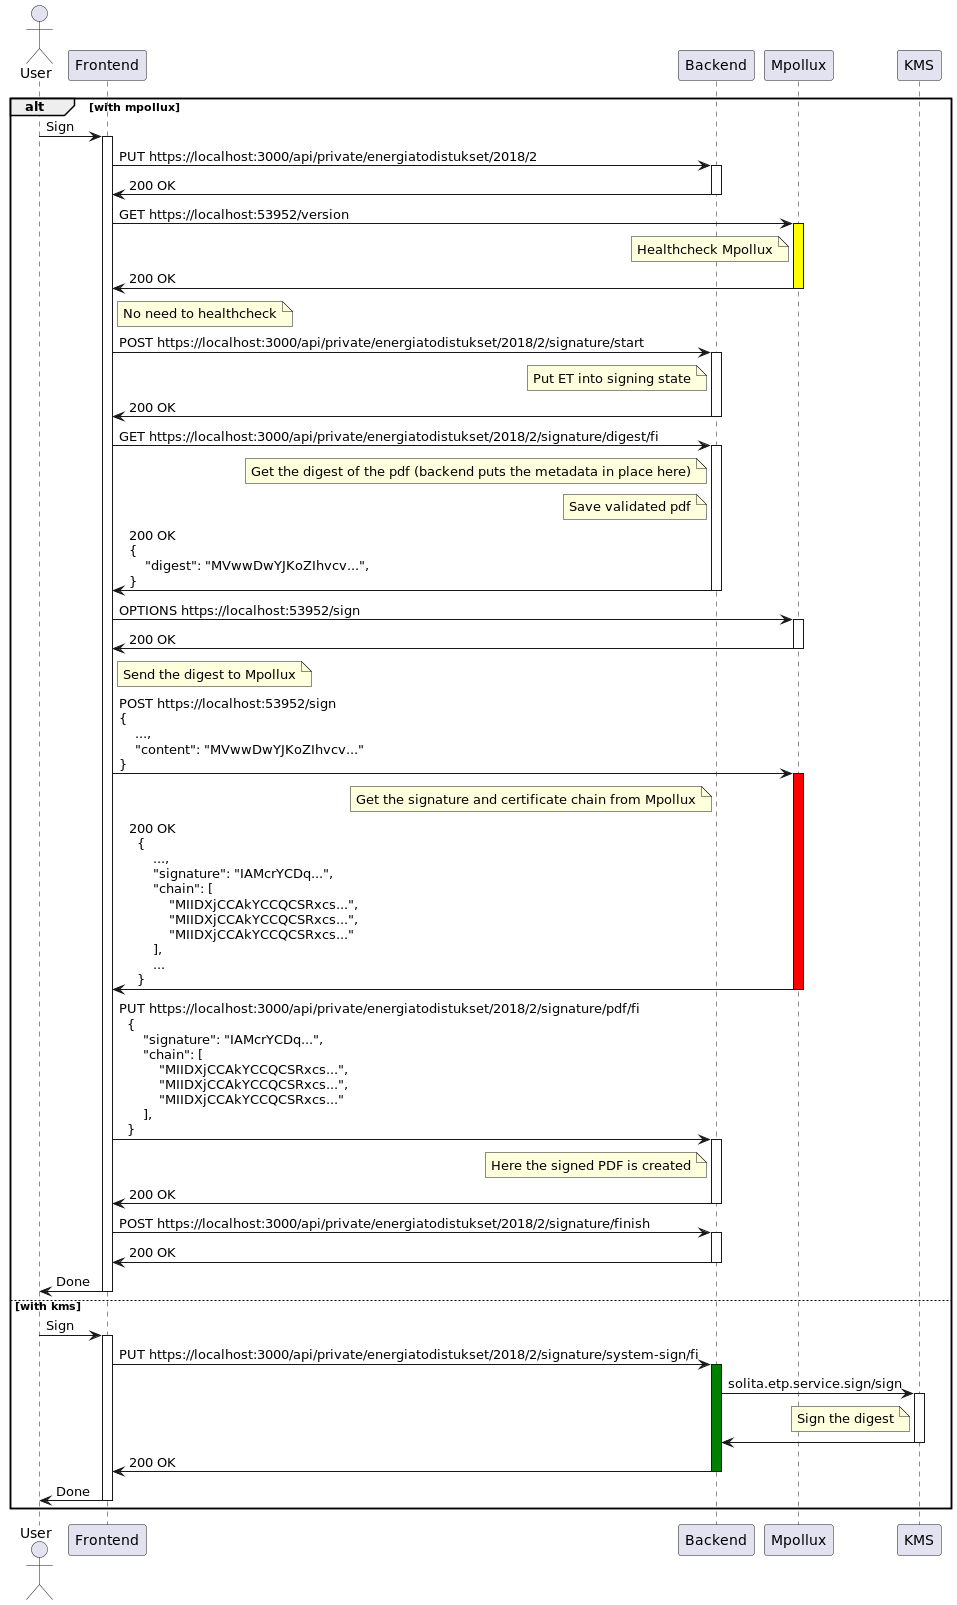 User
Frontend
Backend
Mpollux
KMS
alt
[with mpollux]
Sign
PUT https://localhost:3000/api/private/energiatodistukset/2018/2
200 OK
GET https://localhost:53952/version
Healthcheck Mpollux
200 OK
No need to healthcheck
POST https://localhost:3000/api/private/energiatodistukset/2018/2/signature/start
Put ET into signing state
200 OK
GET https://localhost:3000/api/private/energiatodistukset/2018/2/signature/digest/fi
Get the digest of the pdf (backend puts the metadata in place here)
Save validated pdf
200 OK
{
"digest": "MVwwDwYJKoZIhvcv...",
}
OPTIONS https://localhost:53952/sign
200 OK
Send the digest to Mpollux
POST https://localhost:53952/sign
{
...,
"content": "MVwwDwYJKoZIhvcv..."
}
Get the signature and certificate chain from Mpollux
200 OK
{
...,
"signature": "IAMcrYCDq...",
"chain": [
"MIIDXjCCAkYCCQCSRxcs...",
"MIIDXjCCAkYCCQCSRxcs...",
"MIIDXjCCAkYCCQCSRxcs..."
],
...
}
PUT https://localhost:3000/api/private/energiatodistukset/2018/2/signature/pdf/fi
{
"signature": "IAMcrYCDq...",
"chain": [
"MIIDXjCCAkYCCQCSRxcs...",
"MIIDXjCCAkYCCQCSRxcs...",
"MIIDXjCCAkYCCQCSRxcs..."
],
}
Here the signed PDF is created
200 OK
POST https://localhost:3000/api/private/energiatodistukset/2018/2/signature/finish
200 OK
Done
[with kms]
Sign
PUT https://localhost:3000/api/private/energiatodistukset/2018/2/signature/system-sign/fi
solita.etp.service.sign/sign
Sign the digest
200 OK
Done
User
Frontend
Backend
Mpollux
KMS